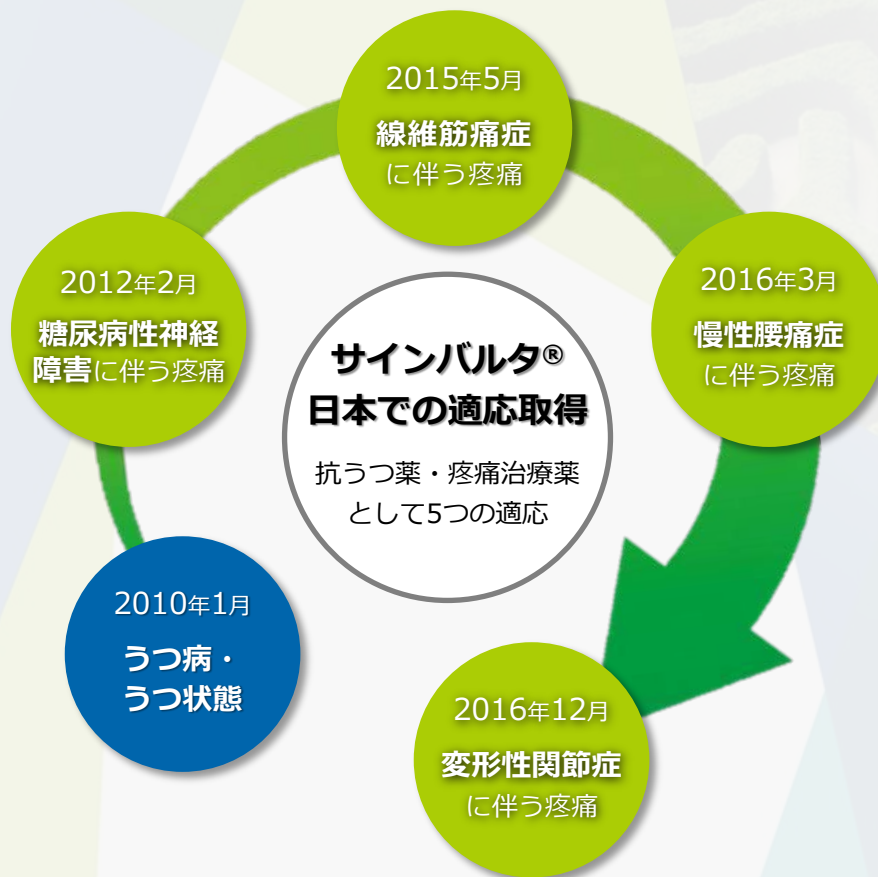 サインバルタ®
日本での適応取得
抗うつ薬・疼痛治療薬
として5つの適応
2010年1月
うつ病・
うつ状態
2012年2月
糖尿病性神経
障害に伴う疼痛
2015年5月
線維筋痛症
に伴う疼痛
2016年3月
慢性腰痛症
に伴う疼痛
2016年12月
変形性関節症
に伴う疼痛